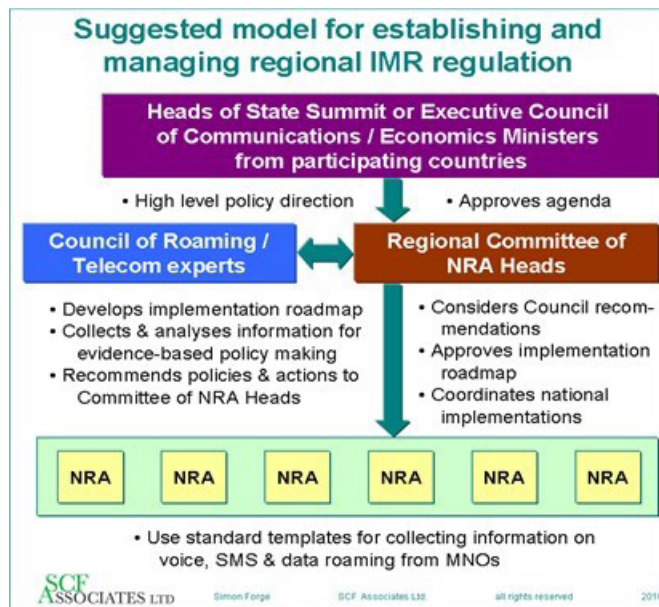 Suggested model for establishing and
managing regional IMR regulation
Heads of State Summit or Executive Council
of Communications / Economics Ministers
from participating countries
• High level policy direction
• Approves agenda
Council of Roaming /
Telecom experts
Regional Committee of
NRA Heads
• Develops implementation roadmap
• Collects & analyses information for
evidence-based policy making
• Recommends policies & actions to
Committee of NRA Heads
• Considers Council recom-
mendations
• Approves implementation
roadmap
• Coordinates national
implementations
NRA NRA NRA NRA NRA NRA
• Use standard templates for collecting information on
voice, SMS & data roaming from MNOs
SCF
ASSOCIATES LTD
Simon Forge SCF Associates Ltd. all rights reserved